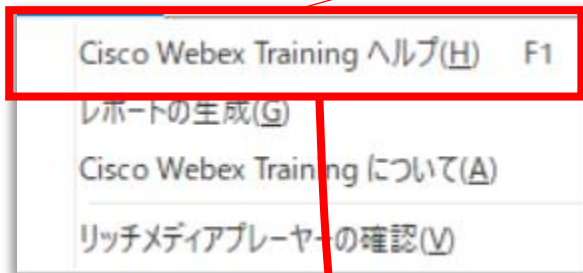 Cisco Webex Training ヘルプ(H) F1
レポートの生成(G)
Cisco Webex Training について(A)
リッチメディアプレーヤーの確認(V)